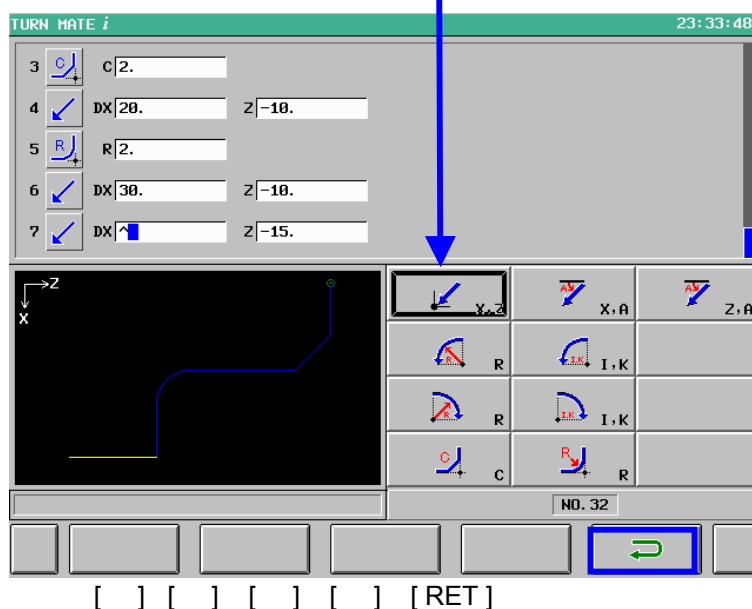 TURN MATE i 23:33:48
3 C C 2.
4 DX 20. Z -10.
5 R R 2.
6 DX 30. Z -10.
7 DX ^ Z -15.
Z
X
X,Z A X,A A Z,A
R R I.K. I,K
R R I.K I,K
C C R R
NO. 32
[ ] [ ] [ ] [ ] [ RET ]